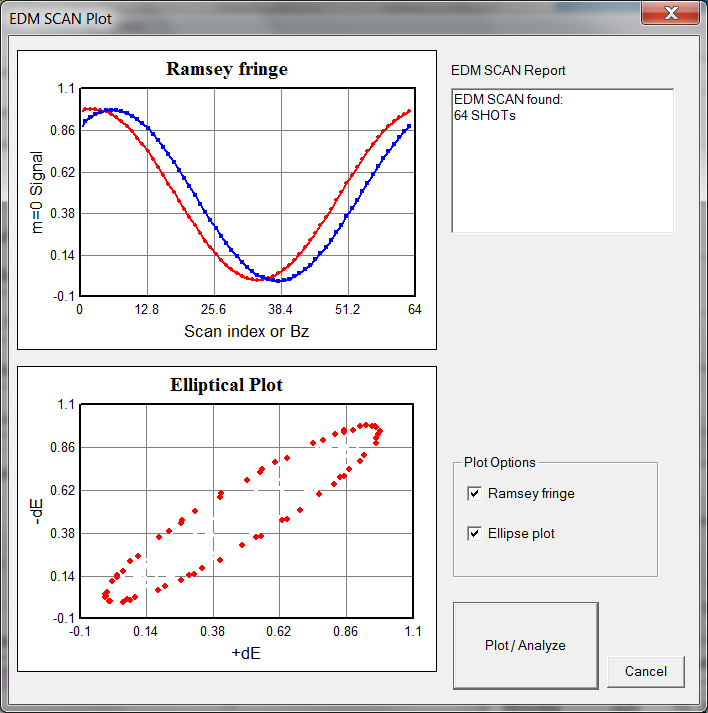 EDM SCAN Plot
Ramsey fringe
1.1
0.86
0.62
0.38
0.14
-0.1
m=0 Signal
0 12.8 25.6 38.4 51.2 64
Scan index or Bz
Elliptical Plot
1.1
0.86
0.62
0.38
0.14
-0.1
-dE
-0.1 0.14 0.38 0.62 0.86 1.1
+dE
EDM SCAN Report
EDM SCAN found:
64 SHOTs
Plot Options
Ramsey fringe
Ellipse plot
Plot / Analyze
Cancel